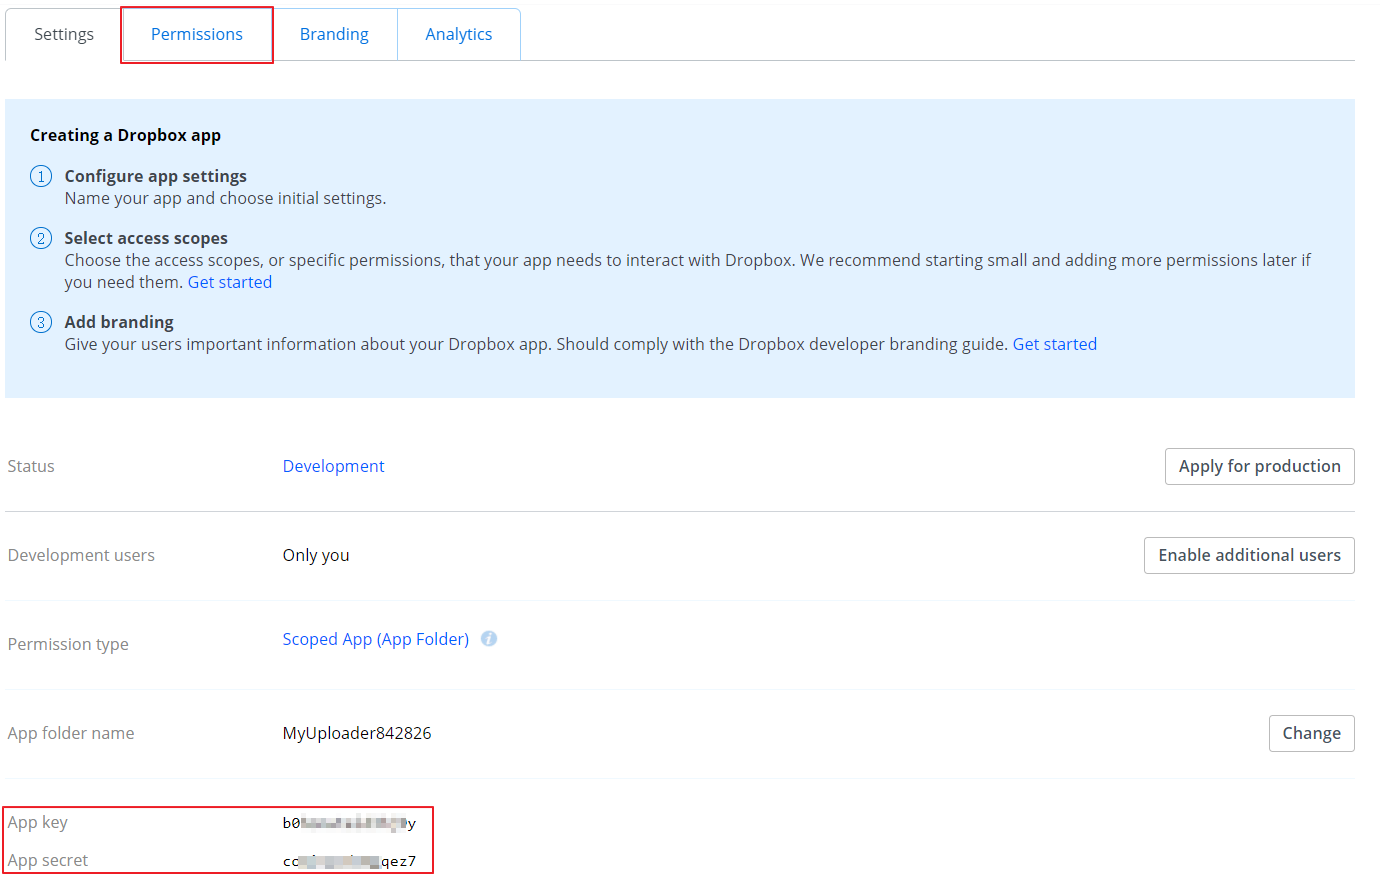 Settings
Permissions
Branding
Analytics
Creating a Dropbox app
1 Configure app settings
Name your app and choose initial settings.
2 Select access scopes
Choose the access scopes, or specific permissions, that your app needs to interact with Dropbox. We recommend starting small and adding more permissions later if
you need them. Get started
3 Add branding
Give your users important information about your Dropbox app. Should comply with the Dropbox developer branding guide. Get started
Status
Development
Apply for production
Development users
Only you
Enable additional users
Permission type
Scoped App (App Folder) i
App folder name
MyUploader842826
Change
App key
App secret